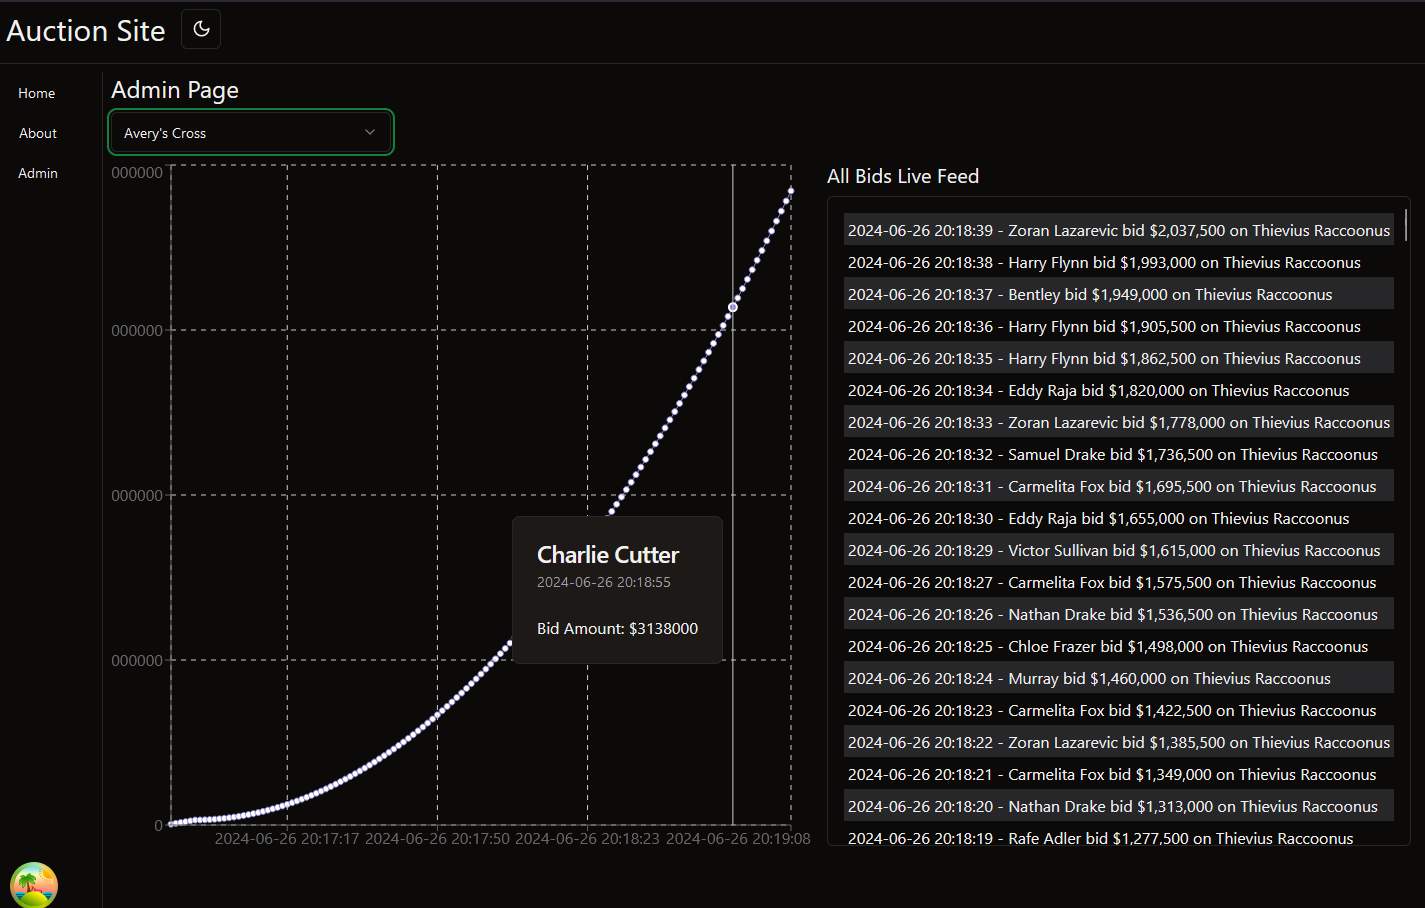 Auction Site
Home
About
Admin
Admin Page
Avery's Cross
000000
000000
000000
000000
0
2024-06-26 20:17:17
2024-06-26 20:17:50
2024-06-26 20:18:23
2024-06-26 20:19:08
Charlie Cutter
2024-06-26 20:18:55
Bid Amount: $3138000
All Bids Live Feed
2024-06-26 20:18:39 - Zoran Lazarevic bid $2,037,500 on Thievius Raccoonus
2024-06-26 20:18:38 - Harry Flynn bid $1,993,000 on Thievius Raccoonus
2024-06-26 20:18:37 - Bentley bid $1,949,000 on Thievius Raccoonus
2024-06-26 20:18:36 - Harry Flynn bid $1,905,500 on Thievius Raccoonus
2024-06-26 20:18:35 - Harry Flynn bid $1,862,500 on Thievius Raccoonus
2024-06-26 20:18:34 - Eddy Raja bid $1,820,000 on Thievius Raccoonus
2024-06-26 20:18:33 - Zoran Lazarevic bid $1,778,000 on Thievius Raccoonus
2024-06-26 20:18:32 - Samuel Drake bid $1,736,500 on Thievius Raccoonus
2024-06-26 20:18:31 - Carmelita Fox bid $1,695,500 on Thievius Raccoonus
2024-06-26 20:18:30 - Eddy Raja bid $1,655,000 on Thievius Raccoonus
2024-06-26 20:18:29 - Victor Sullivan bid $1,615,000 on Thievius Raccoonus
2024-06-26 20:18:27 - Carmelita Fox bid $1,575,500 on Thievius Raccoonus
2024-06-26 20:18:26 - Nathan Drake bid $1,536,500 on Thievius Raccoonus
2024-06-26 20:18:25 - Chloe Frazer bid $1,498,000 on Thievius Raccoonus
2024-06-26 20:18:24 - Murray bid $1,460,000 on Thievius Raccoonus
2024-06-26 20:18:23 - Carmelita Fox bid $1,422,500 on Thievius Raccoonus
2024-06-26 20:18:22 - Zoran Lazarevic bid $1,385,500 on Thievius Raccoonus
2024-06-26 20:18:21 - Carmelita Fox bid $1,349,000 on Thievius Raccoonus
2024-06-26 20:18:20 - Nathan Drake bid $1,313,000 on Thievius Raccoonus
2024-06-26 20:18:19 - Rafe Adler bid $1,277,500 on Thievius Raccoonus